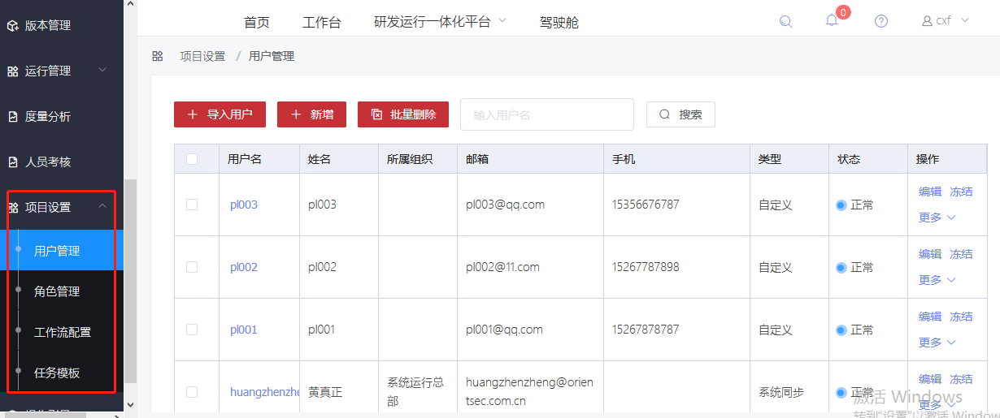 首页 工作台 研发运行一体化平台 驾驶舱 0 cxf
版本管理
运行管理
度量分析
人员考核
项目设置
用户管理
角色管理
工作流配置
任务模板
项目设置 / 用户管理
导入用户 新增 批量删除 输入用户名 搜索
用户名 姓名 所属组织 邮箱 手机 类型 状态 操作
pl003 pl003 pl003@qq.com 15356676787 自定义 正常 编辑 冻结
更多
pl002 pl002 pl002@11.com 15267787898 自定义 正常 编辑 冻结
更多
pl001 pl001 pl001@qq.com 15267878787 自定义 正常 编辑 冻结
更多
huangzhenzhe 黄真正 系统运行总 huangzhenzheng@orien 系统同步 正常 编辑 冻结
部 tsec.com.cn 更多
激活 Windows
转到"设置"以激活 Window